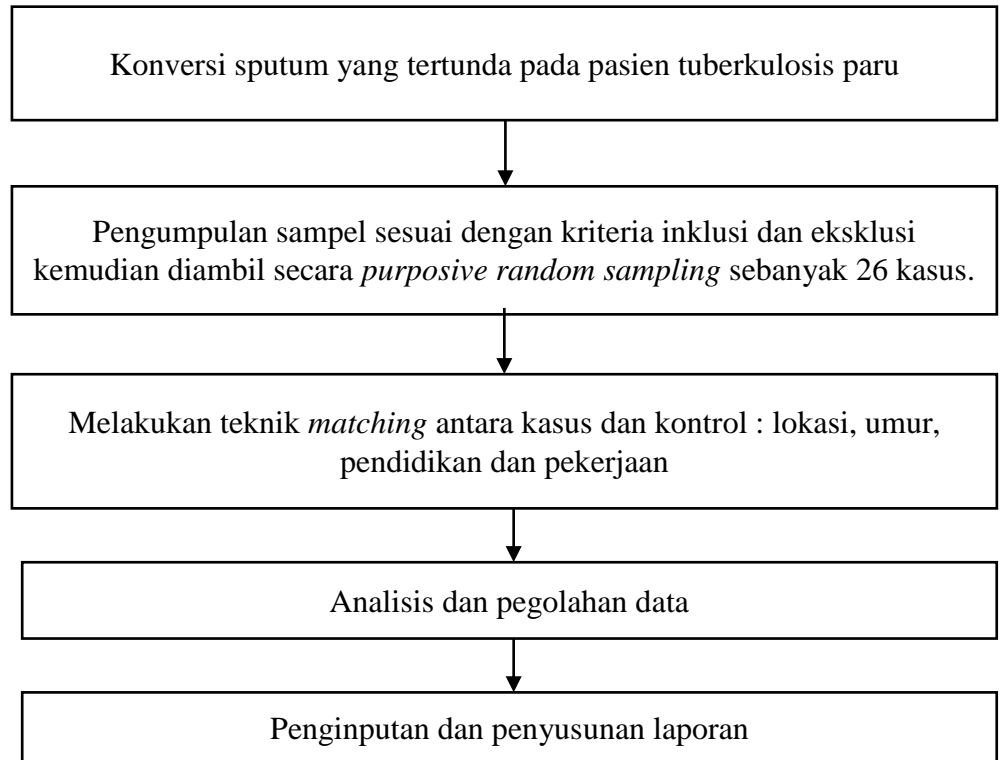 Konversi sputum yang tertunda pada pasien tuberkulosis paru
Pengumpulan sampel sesuai dengan kriteria inklusi dan eksklusi
kemudian diambil secara purposive random sampling sebanyak 26 kasus.
Melakukan teknik matching antara kasus dan kontrol : lokasi, umur,
pendidikan dan pekerjaan
Analisis dan pegolahan data
Penginputan dan penyusunan laporan